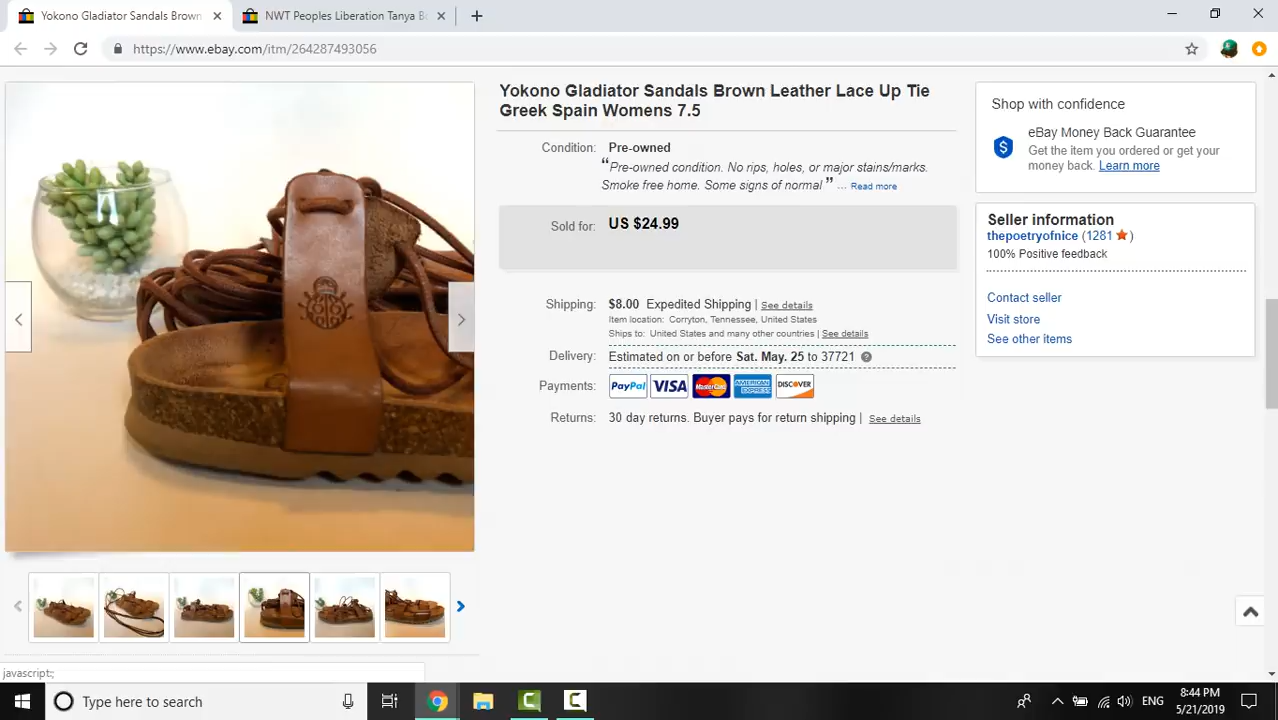 Yokono Gladiator Sandals Brown
NWT Peoples Liberation Tanya B
https://www.ebay.com/itm/264287493056
Yokono Gladiator Sandals Brown Leather Lace Up Tie
Greek Spain Womens 7.5
Condition: Pre-owned
“Pre-owned condition. No rips, holes, or major stains/marks.
Smoke free home. Some signs of normal ” ... Read more
Sold for: US $24.99
Shipping: $8.00 Expedited Shipping | See details
Item location: Corryton, Tennessee, United States
Ships to: United States and many other countries | See details
Delivery: Estimated on or before Sat. May. 25 to 37721 ?
Payments: PayPal VISA MasterCard AMERICAN EXPRESS DISCOVER
Returns: 30 day returns. Buyer pays for return shipping | See details
Shop with confidence
eBay Money Back Guarantee
Get the item you ordered or get your
money back. Learn more
Seller information
thepoetryofnice (1281 )
100% Positive feedback
Contact seller
Visit store
See other items
javascript:;
Type here to search
ENG
8:44 PM
5/21/2019